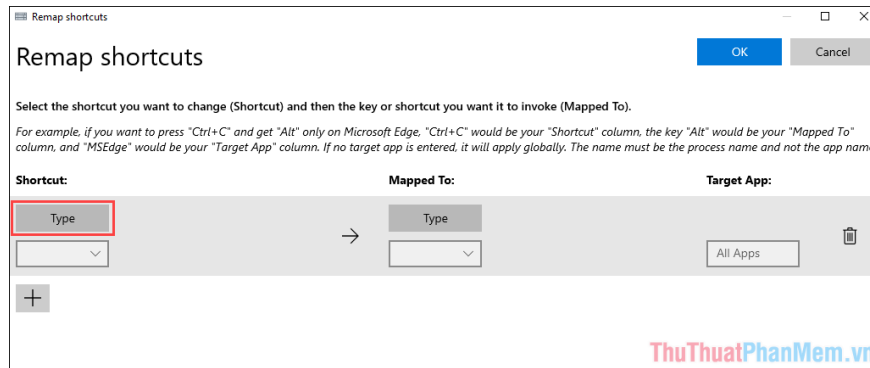 Remap shortcuts
Remap shortcuts
OK
Cancel
Select the shortcut you want to change (Shortcut) and then the key or shortcut you want it to invoke (Mapped To).
For example, if you want to press "Ctrl+C" and get "Alt" only on Microsoft Edge, "Ctrl+C" would be your "Shortcut" column, the key "Alt" would be your "Mapped To"
column, and "MSEdge" would be your "Target App" column. If no target app is entered, it will apply globally. The name must be the process name and not the app nam
Shortcut:
Mapped To:
Target App:
Type
Type
All Apps
ThuThuatPhanMem.vn